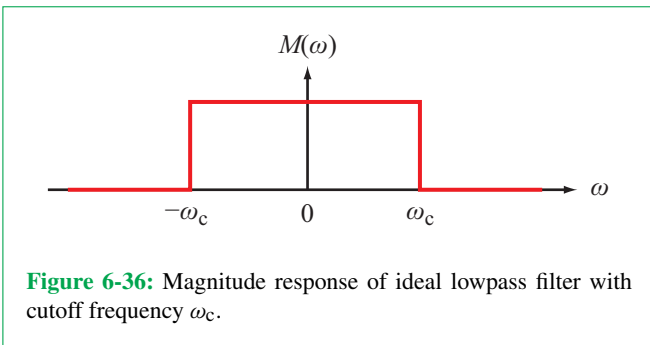 M(ω)
ω
−ωc
0
ωc
Figure 6-36: Magnitude response of ideal lowpass filter with
cutoff frequency ωc.